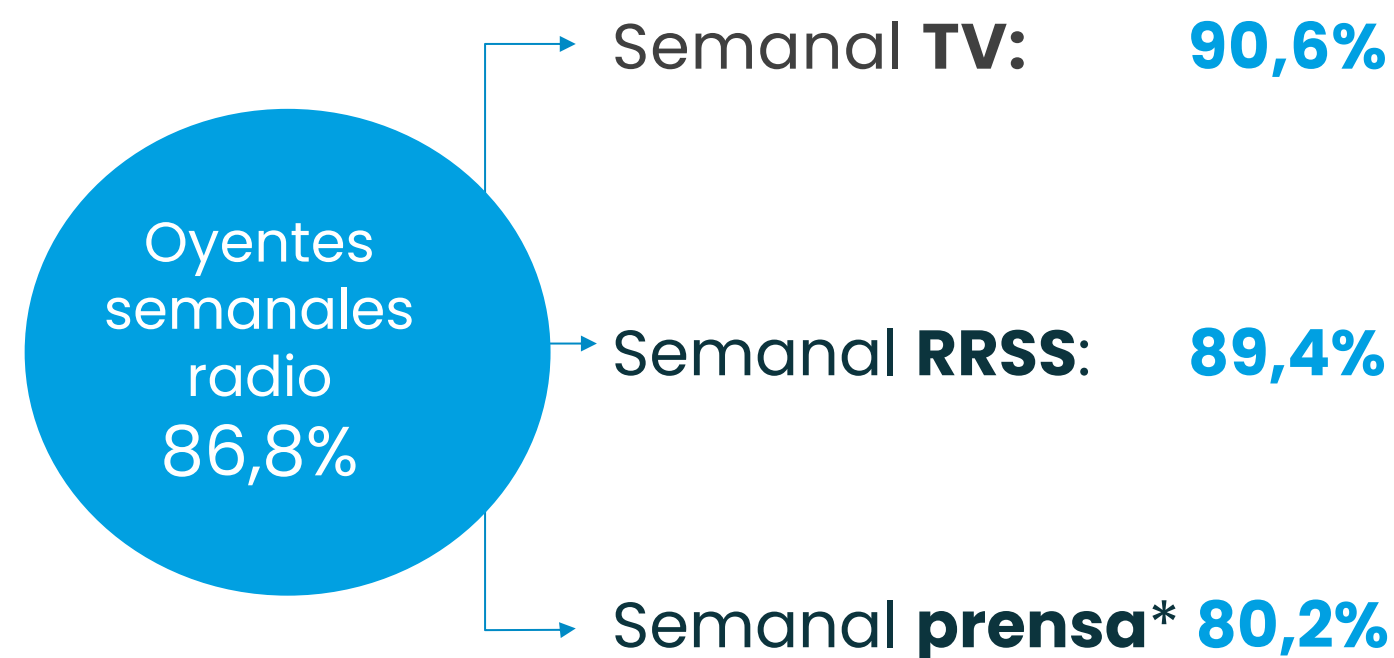 Oyentes
semanales
radio
86,8%
Semanal TV: 90,6%
Semanal RRSS: 89,4%
Semanal prensa* 80,2%